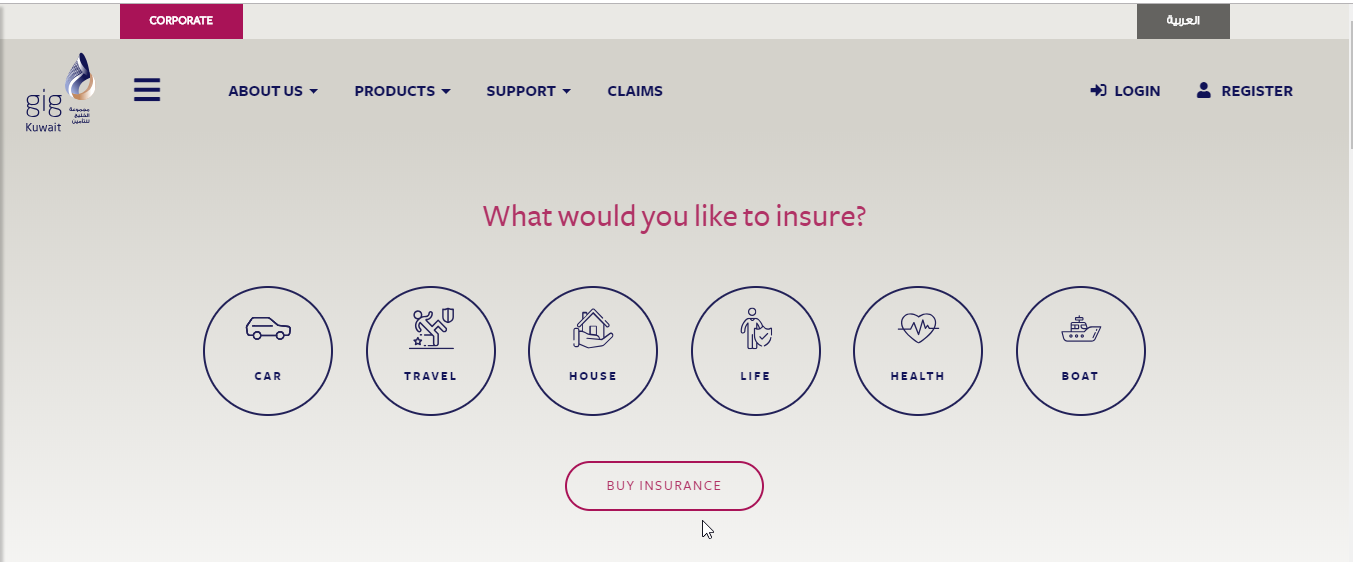 CORPORATE
العربية
gig
Kuwait
مجموعة
الخليج
للتأمين
ABOUT US
PRODUCTS
SUPPORT
CLAIMS
LOGIN
REGISTER
What would you like to insure?
CAR
TRAVEL
HOUSE
LIFE
HEALTH
BOAT
BUY INSURANCE